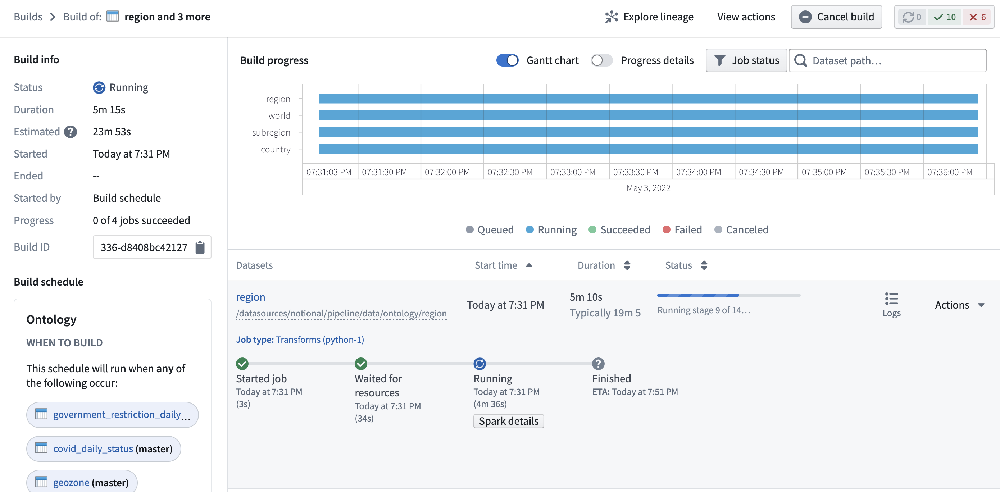 Builds > Build of: region and 3 more
Explore lineage View actions Cancel build 0 10 6
Build info
Status Running
Duration 5m 15s
Estimated ? 23m 53s
Started Today at 7:31 PM
Ended --
Started by Build schedule
Progress 0 of 4 jobs succeeded
Build ID 336-d8408bc42127
Build schedule
Ontology
WHEN TO BUILD
This schedule will run when any of
the following occur:
government_restriction_daily...
covid_daily_status (master)
geozone (master)
Build progress Gantt chart Progress details Job status Dataset path...
region
world
subregion
country
07:31:03 PM 07:31:30 PM 07:32:00 PM 07:32:30 PM 07:33:00 PM 07:33:30 PM 07:34:00 PM 07:34:30 PM 07:35:00 PM 07:35:30 PM 07:36:00 PM
May 3, 2022
Queued Running Succeeded Failed Canceled
Datasets Start time Duration Status
region
/datasources/notional/pipeline/data/ontology/region
Today at 7:31 PM
5m 10s
Typically 19m 5
Running stage 9 of 14...
Logs
Actions
Job type: Transforms (python-1)
Started job
Today at 7:31 PM
(3s)
Waited for
resources
Today at 7:31 PM
(34s)
Running
Today at 7:31 PM
(4m 36s)
Spark details
?
Finished
ETA: Today at 7:51 PM